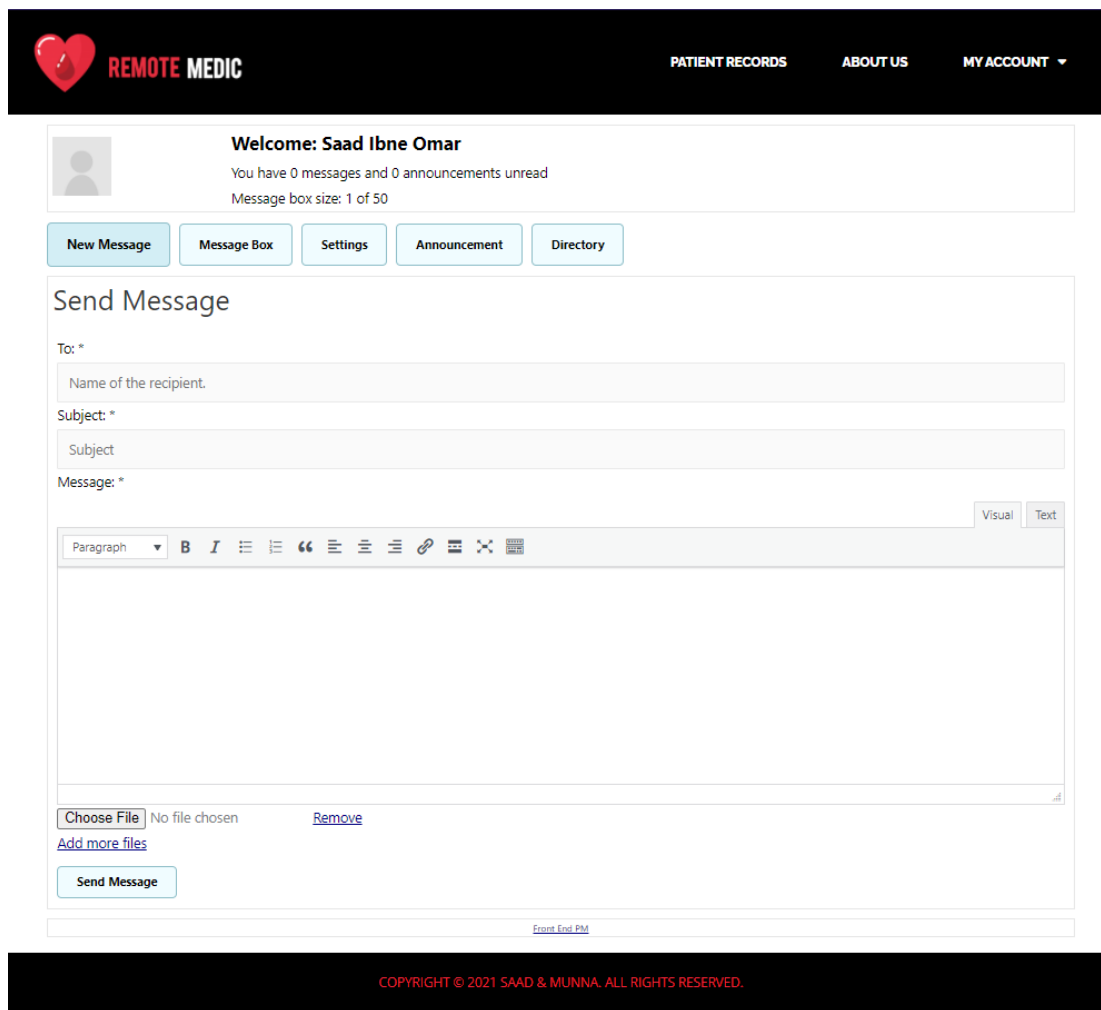 REMOTE MEDIC
PATIENT RECORDS ABOUT US MY ACCOUNT
Welcome: Saad Ibne Omar
You have 0 messages and 0 announcements unread
Message box size: 1 of 50
New Message Message Box Settings Announcement Directory
Send Message
To: *
Name of the recipient.
Subject: *
Subject
Message: *
Visual Text
Paragraph B I
Choose File No file chosen Remove
Add more files
Send Message
Front End PM
COPYRIGHT © 2021 SAAD & MUNNA. ALL RIGHTS RESERVED.